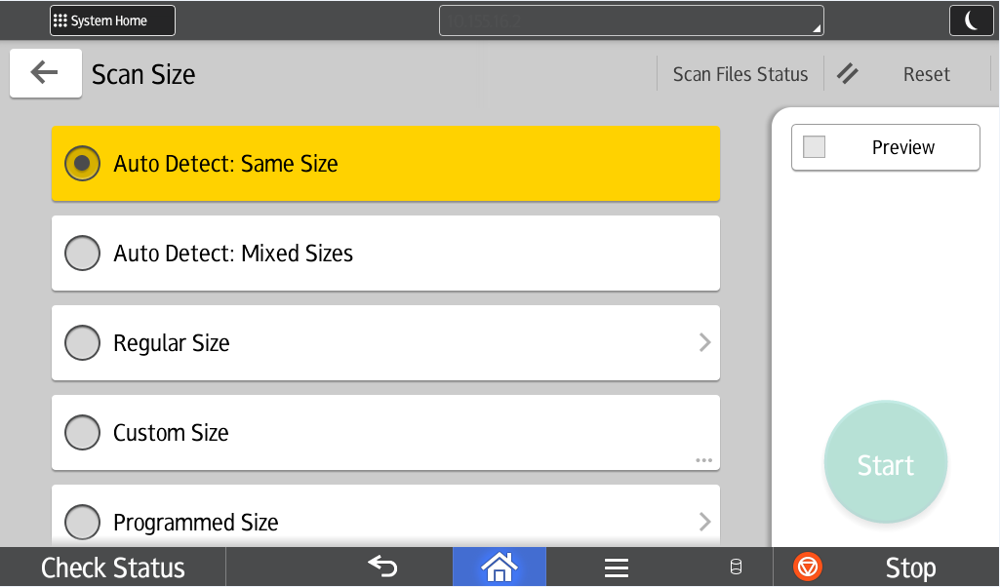 System Home
Scan Size
Scan Files Status
Reset
Auto Detect: Same Size
Preview
Auto Detect: Mixed Sizes
Regular Size
Custom Size
Start
Programmed Size
Check Status
Stop